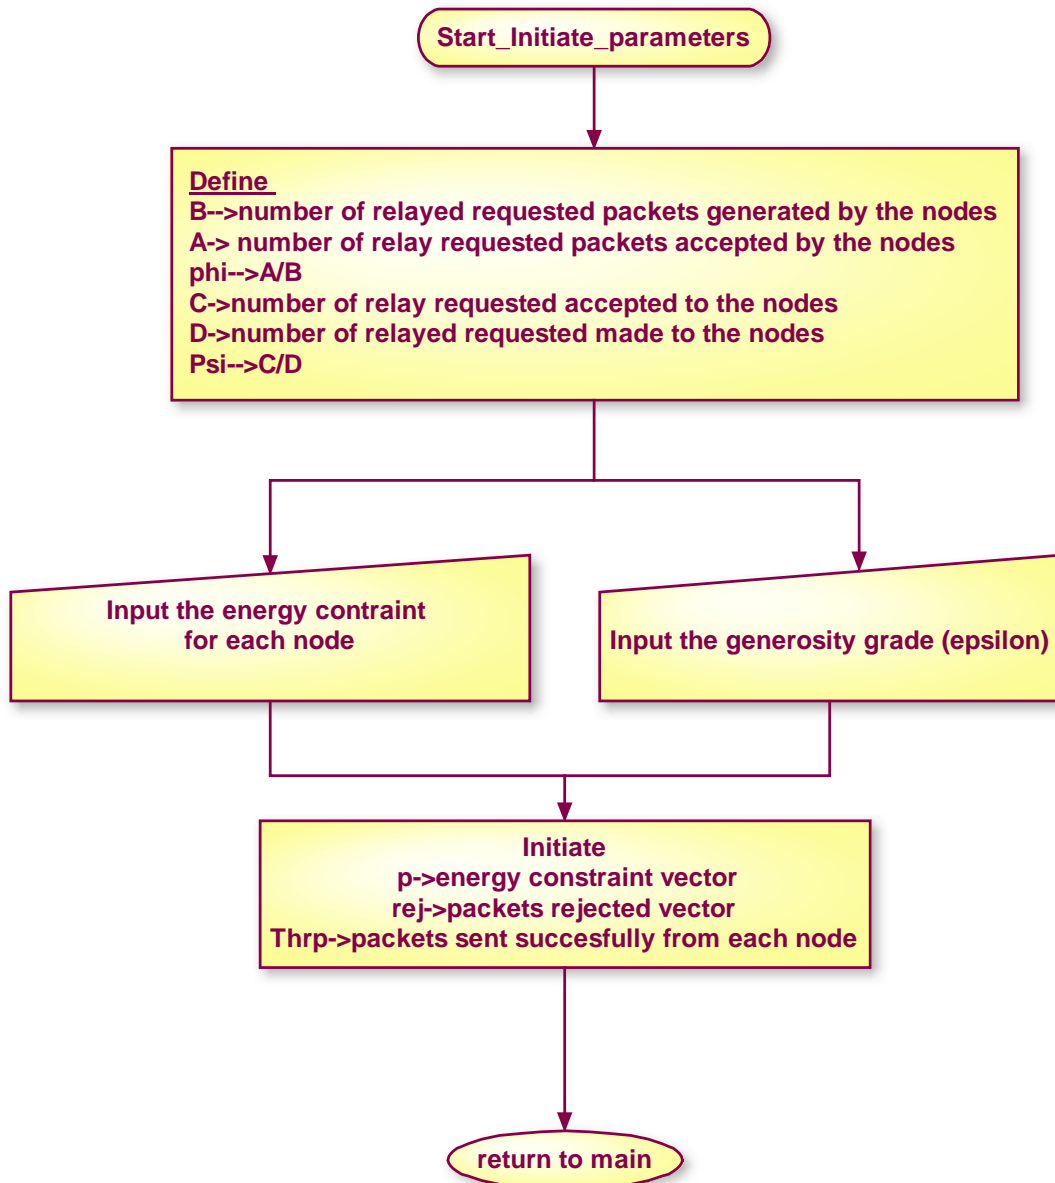 Start_Initiate_parameters
Define
B-->number of relayed requested packets generated by the nodes
A-> number of relay requested packets accepted by the nodes
phi-->A/B
C->number of relay requested accepted to the nodes
D->number of relayed requested made to the nodes
Psi-->C/D
Input the energy contraint
for each node
Input the generosity grade (epsilon)
Initiate
p->energy constraint vector
rej->packets rejected vector
Thrp->packets sent succesfully from each node
return to main